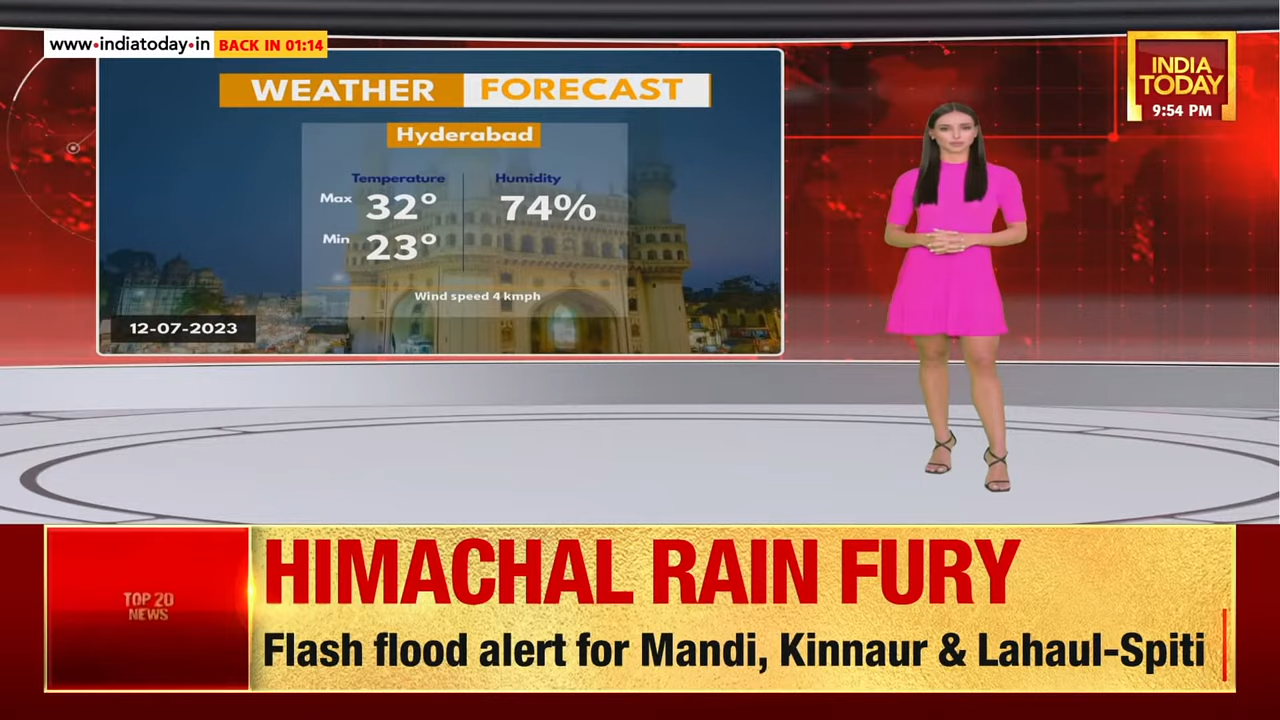 www•indiatoday•in BACK IN 01:14
INDIA
TODAY
9:54 PM
WEATHER FORECAST
Hyderabad
Temperature Humidity
Max 32° 74%
Min 23°
Wind speed 4 kmph
12-07-2023
TOP 20
NEWS
HIMACHAL RAIN FURY
Flash flood alert for Mandi, Kinnaur & Lahaul-Spiti